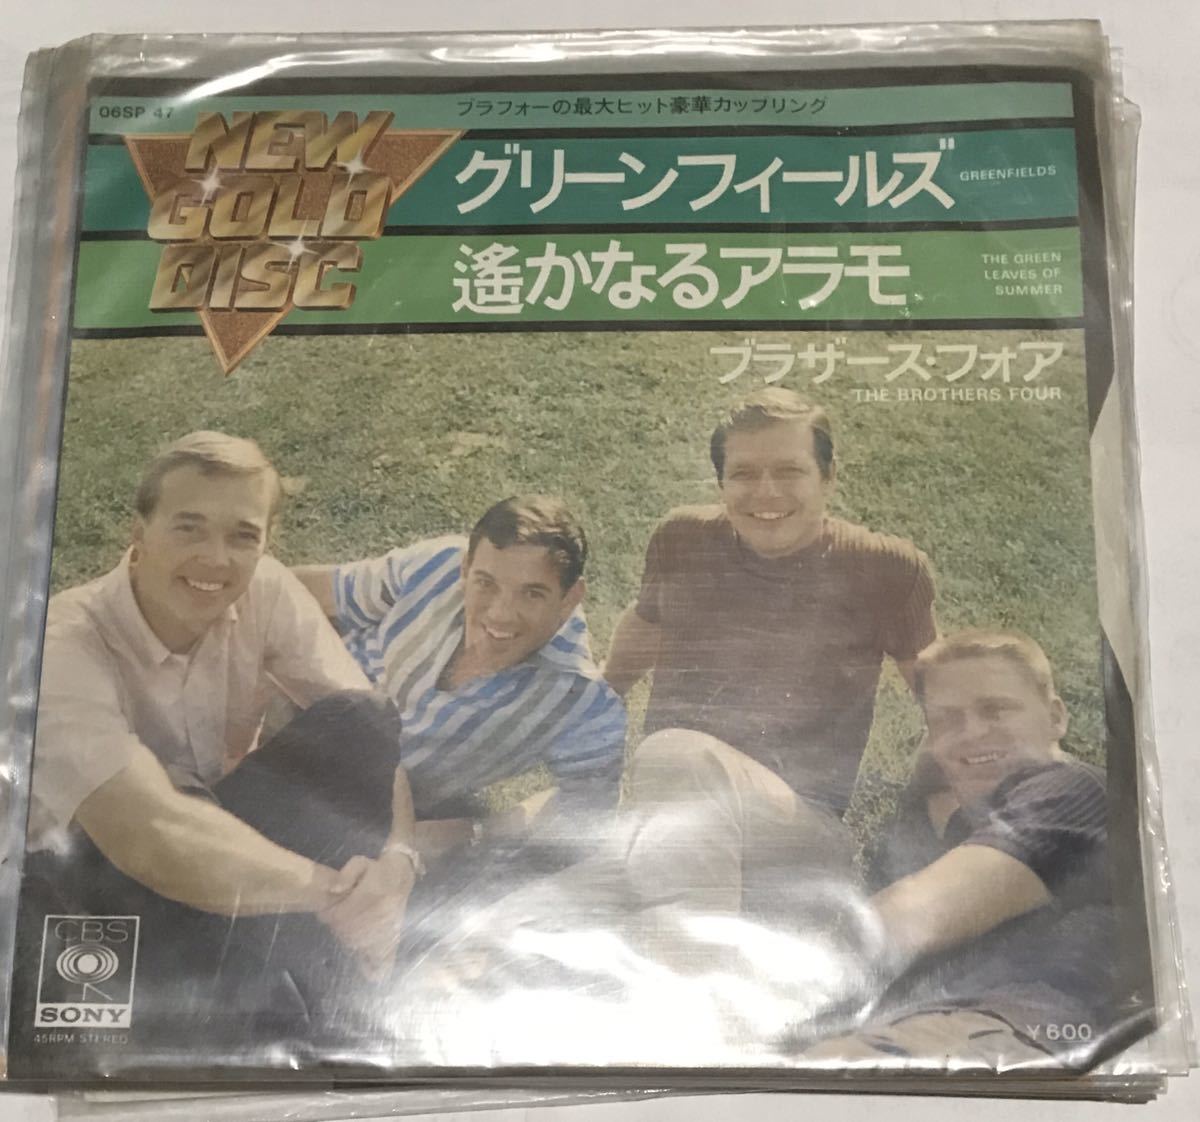 06SP 47
ブラフォーの最大ヒット豪華カップリング
NEW
GOLD
DISC
グリーンフィールズ
GREENFIELDS
遙かなるアラモ
THE GREEN
LEAVES OF
SUMMER
ブラザース・フォア
THE BROTHERS FOUR
CBS
SONY
45RPM STEREO
¥600